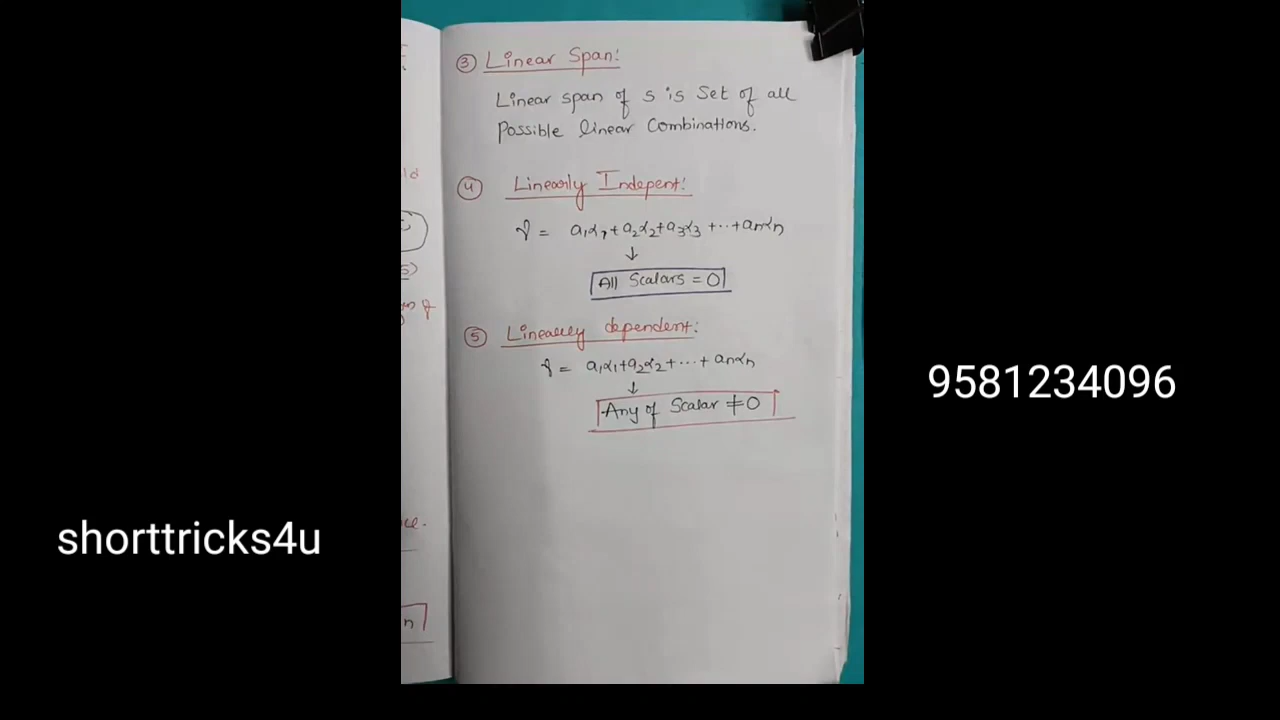 ③ Linear Span:
Linear span of s is Set of all
Possible linear Combinations.
④ Linearly Indepent:
γ = a₁α₁+a₂α₂+a₃α₃ +··+aₙαₙ
↓
All Scalars = 0
⑤ Linearly dependent:
γ = a₁α₁+a₂α₂+···+ aₙαₙ
↓
Any of Scalar ≠ 0
9581234096
shorttricks4u